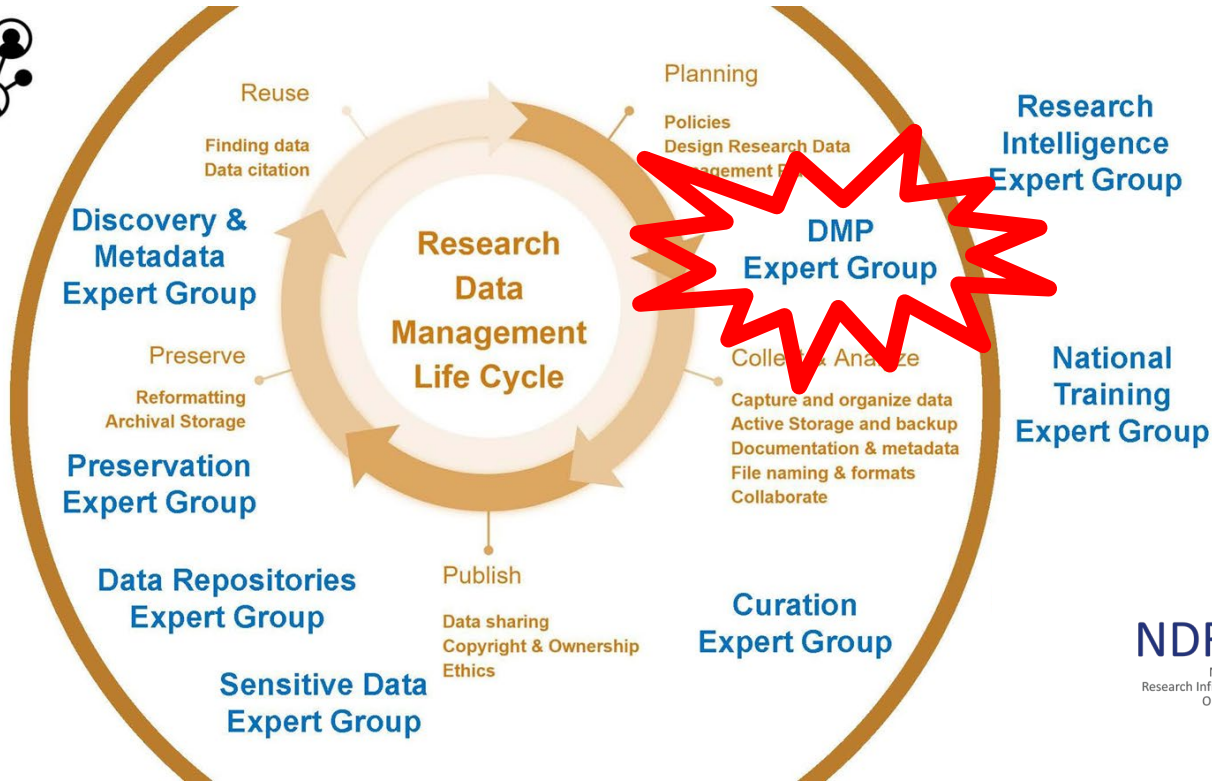 Reuse
Finding data
Data citation
Planning
Policies
Design Research Data
Research
Intelligence
Expert Group
Discovery &
Metadata
Expert Group
Research
Data
Management
Life Cycle
DMP
Expert Group
Preserve
Reformatting
Archival Storage
Collect & Analyze
Capture and organize data
Active Storage and backup
Documentation & metadata
File naming & formats
Collaborate
National
Training
Expert Group
Preservation
Expert Group
Data Repositories
Expert Group
Publish
Data sharing
Copyright & Ownership
Ethics
Curation
Expert Group
Sensitive Data
Expert Group
Research